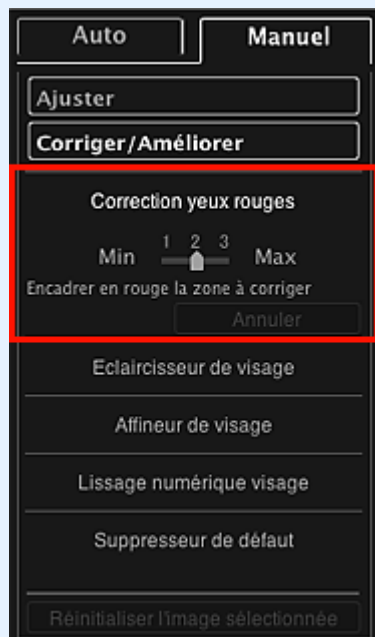 Auto
Manuel
Ajuster
Corriger/Améliorer
Correction yeux rouges
1 2 3
Min Max
Encadrer en rouge la zone à corriger
Annuler
Eclaircisseur de visage
Affineur de visage
Lissage numérique visage
Suppresseur de défaut
Réinitialiser l'image sélectionnée